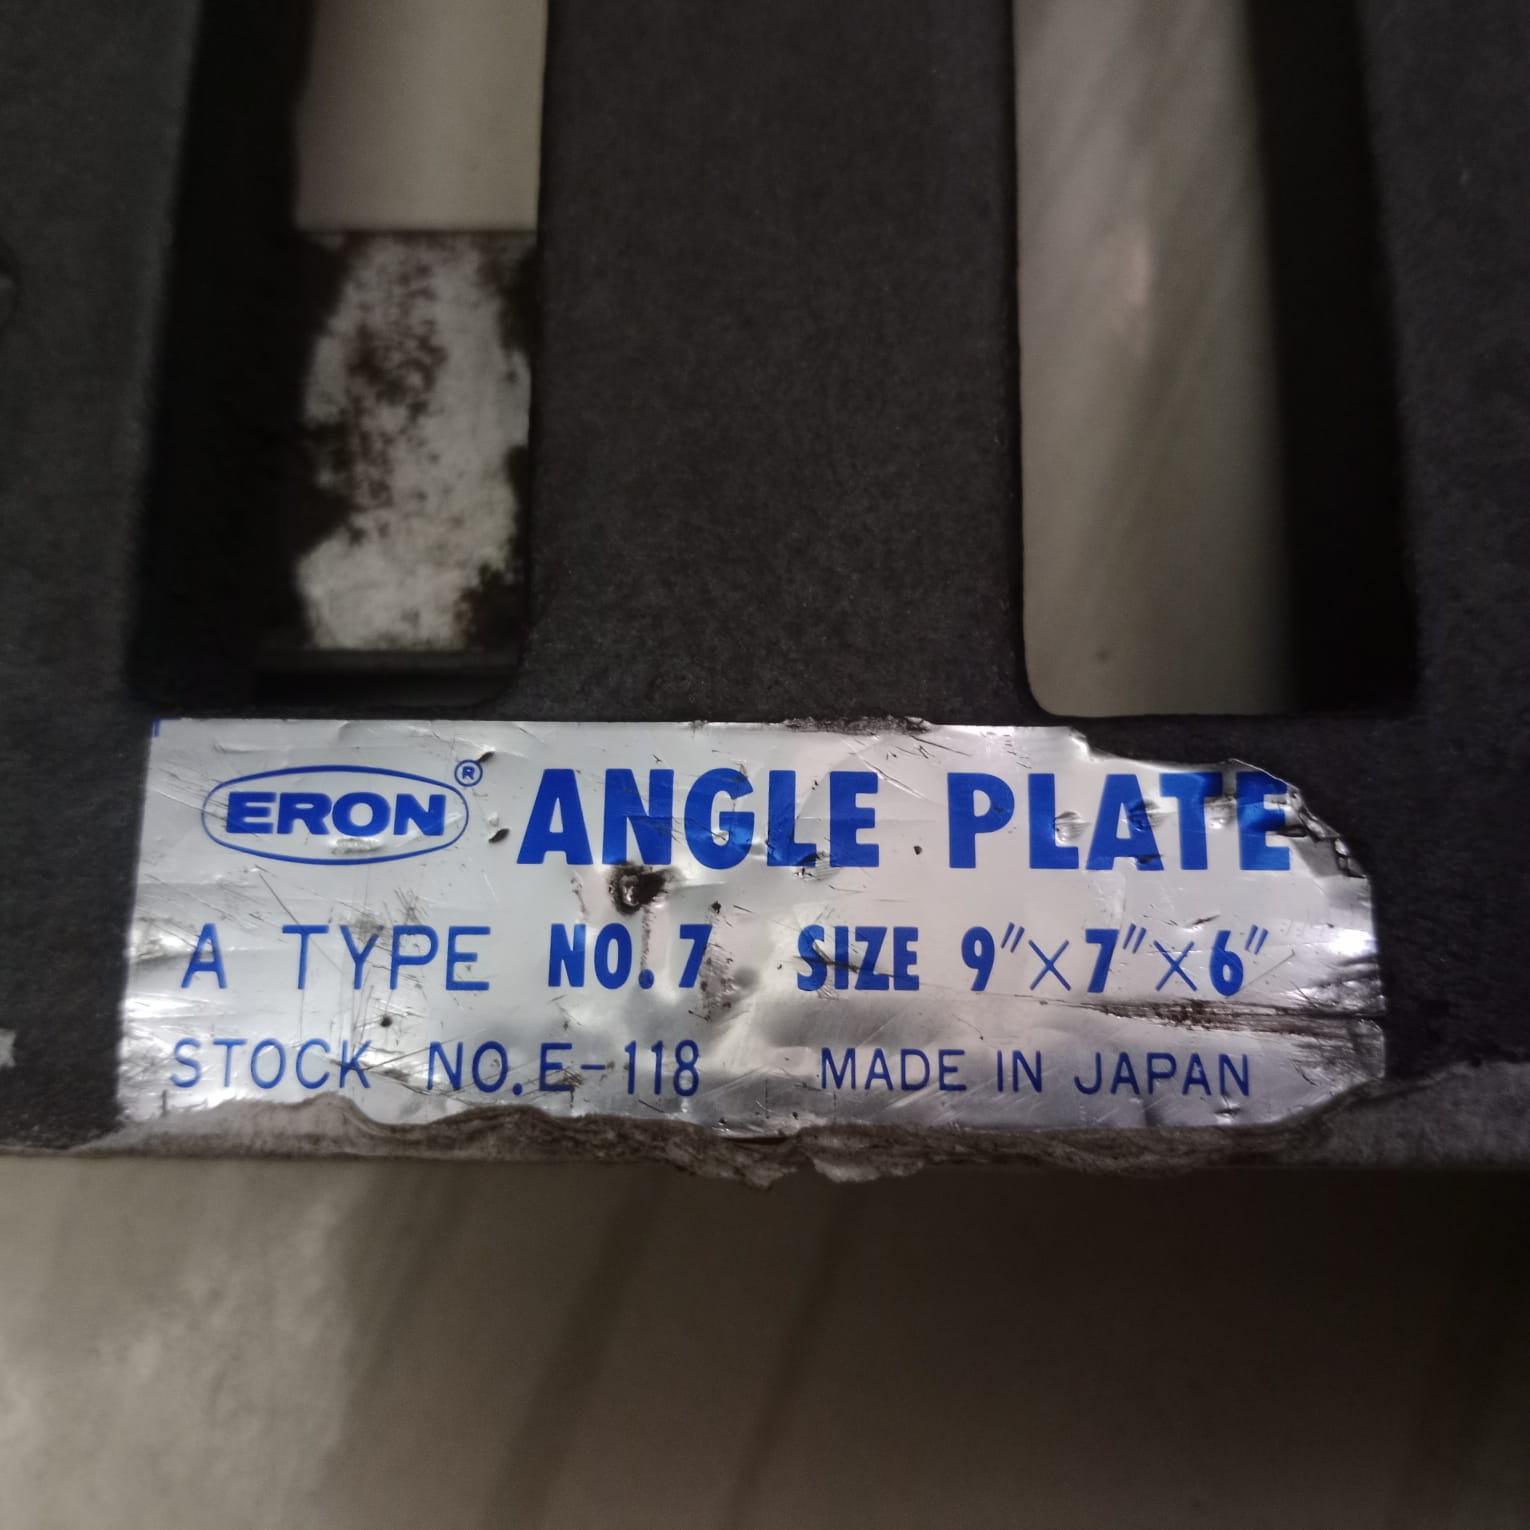 ERON® ANGLE PLATE
A TYPE NO. 7 SIZE 9″×7″×6″
STOCK NO. E-118 MADE IN JAPAN